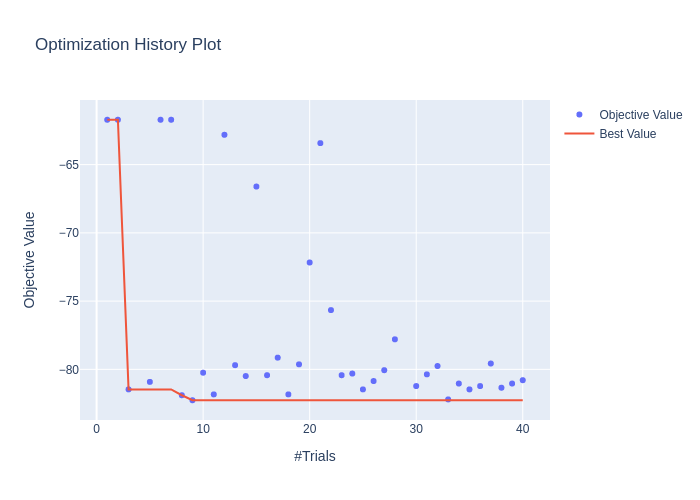 Optimization History Plot
Objective Value
Best Value
−65
−70
−75
−80
0
10
20
30
40
#Trials
Objective Value